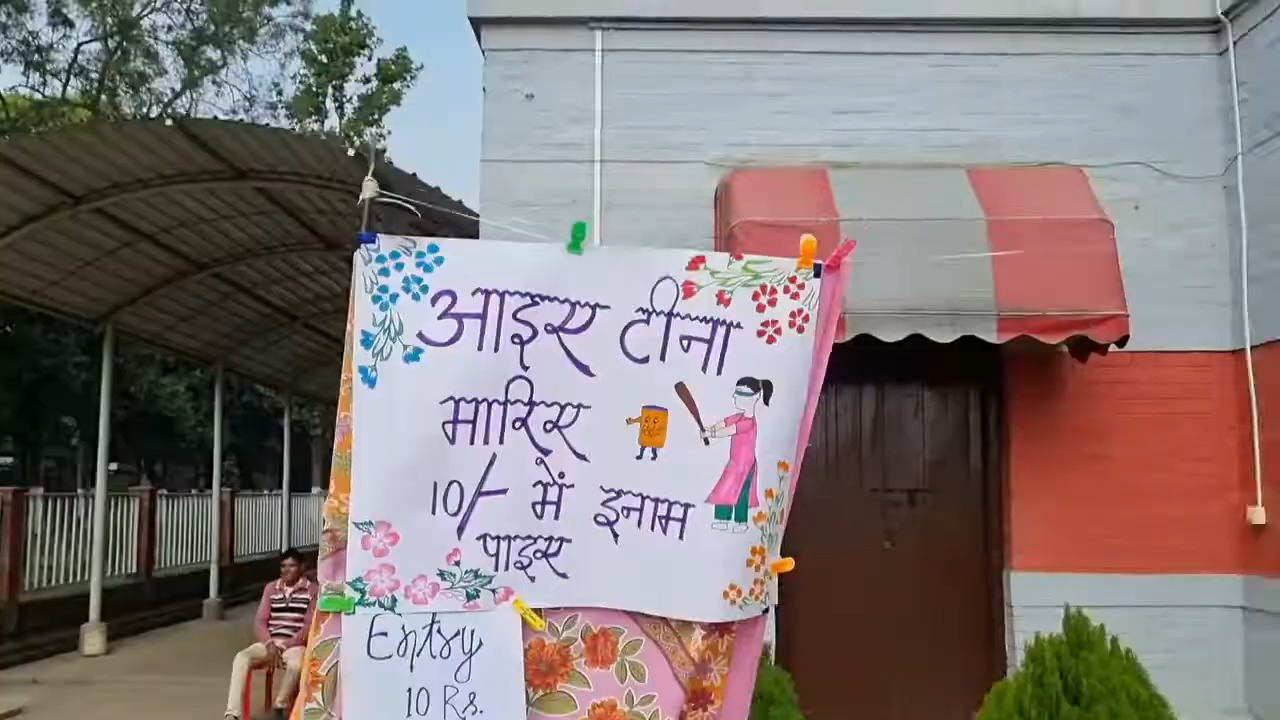 आइए टीना
मारिए
10/- में इनाम
पाइए
Entry
10 Rs.